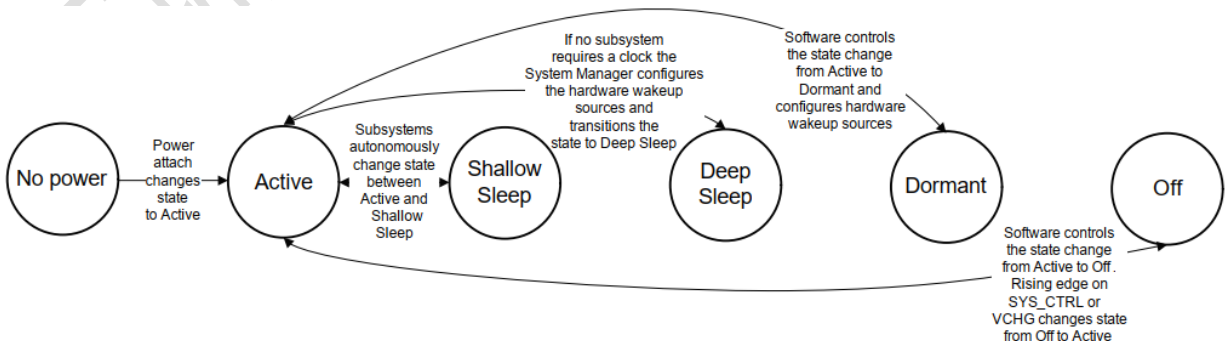 No power
Power
attach
changes
state
to Active
Active
Subsystems
autonomously
change state
between
Active and
Shallow
Sleep
Shallow
Sleep
If no subsystem
requires a clock the
System Manager configures
the hardware wakeup
sources and
transitions the
state to Deep Sleep
Deep
Sleep
Software controls
the state change
from Active to
Dormant and
configures hardware
wakeup sources
Dormant
Off
Software controls
the state change
from Active to Off.
Rising edge on
SYS_CTRL or
VCHG changes state
from Off to Active